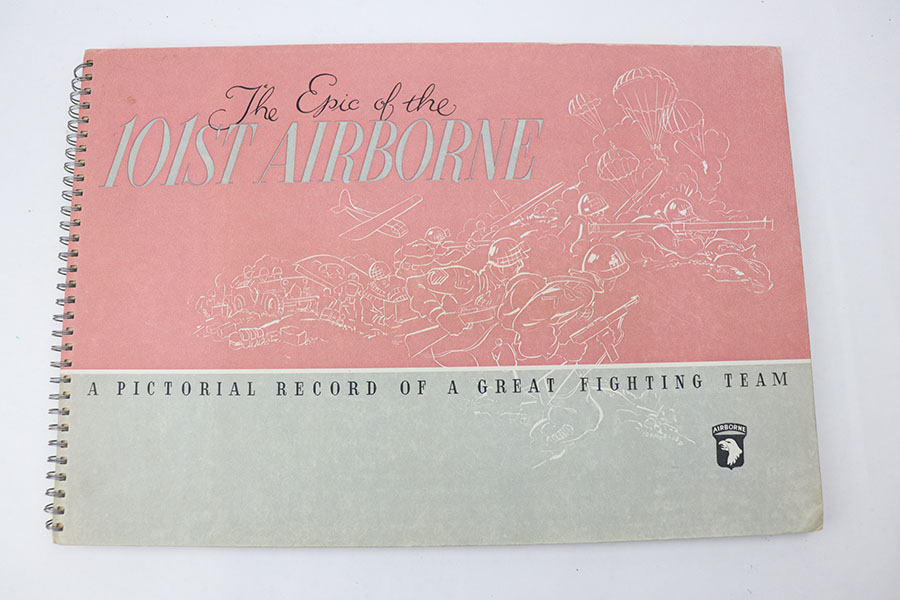 The Epic of the
101ST AIRBORNE
A PICTORIAL RECORD OF A GREAT FIGHTING TEAM
AIRBORNE